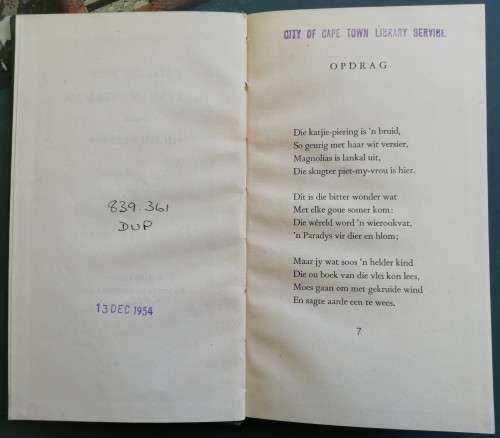 839.361
DUP
13 DEC 1954
CITY OF CAPE TOWN LIBRARY SERVICE.
OPDRAG
Die katjie-piering is 'n bruid,
So geurig met haar wit versier,
Magnolias is lankal uit,
Die skugter piet-my-vrou is hier.
Dit is die bitter wonder wat
Met elke goue somer kom:
Die wêreld word 'n wierookvat,
'n Paradys vir dier en blom;
Maar jy wat soos 'n helder kind
Die ou boek van die vlei kon lees,
Moes gaan om met gekruide wind
En sagte aarde een te wees.
7